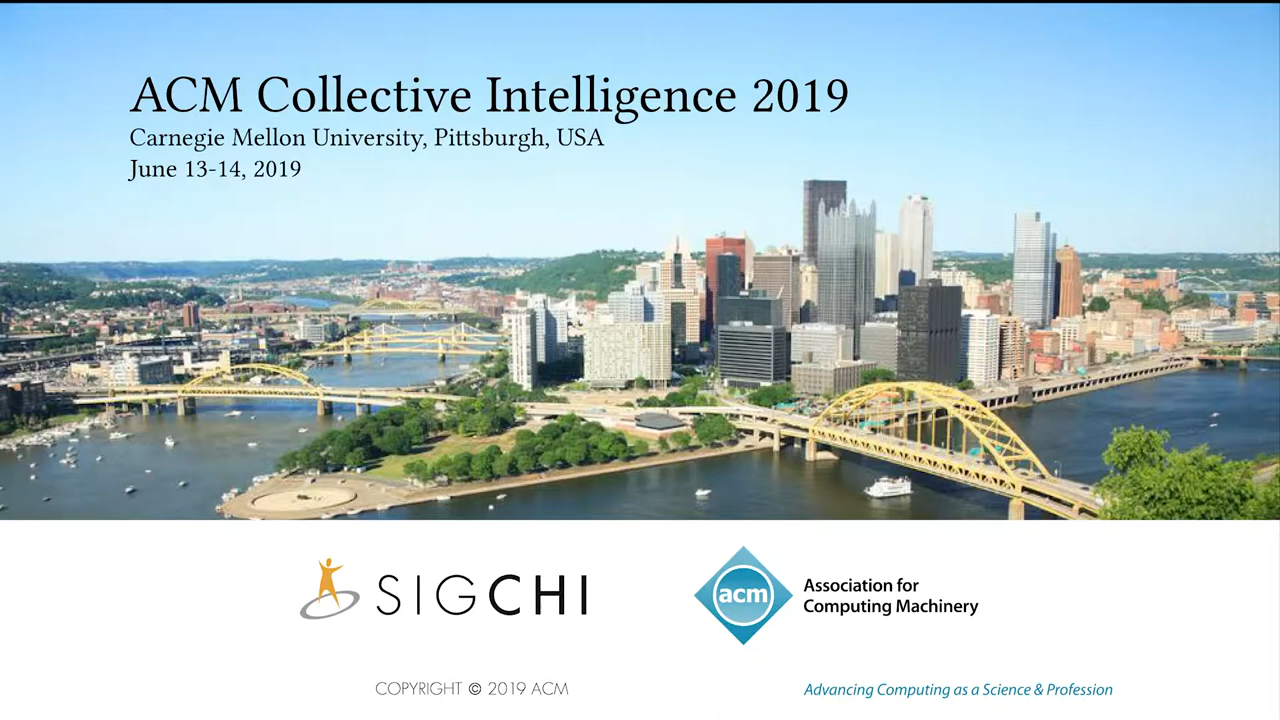 ACM Collective Intelligence 2019
Carnegie Mellon University, Pittsburgh, USA
June 13-14, 2019
SIGCHI
acm
Association for
Computing Machinery
COPYRIGHT © 2019 ACM
Advancing Computing as a Science & Profession